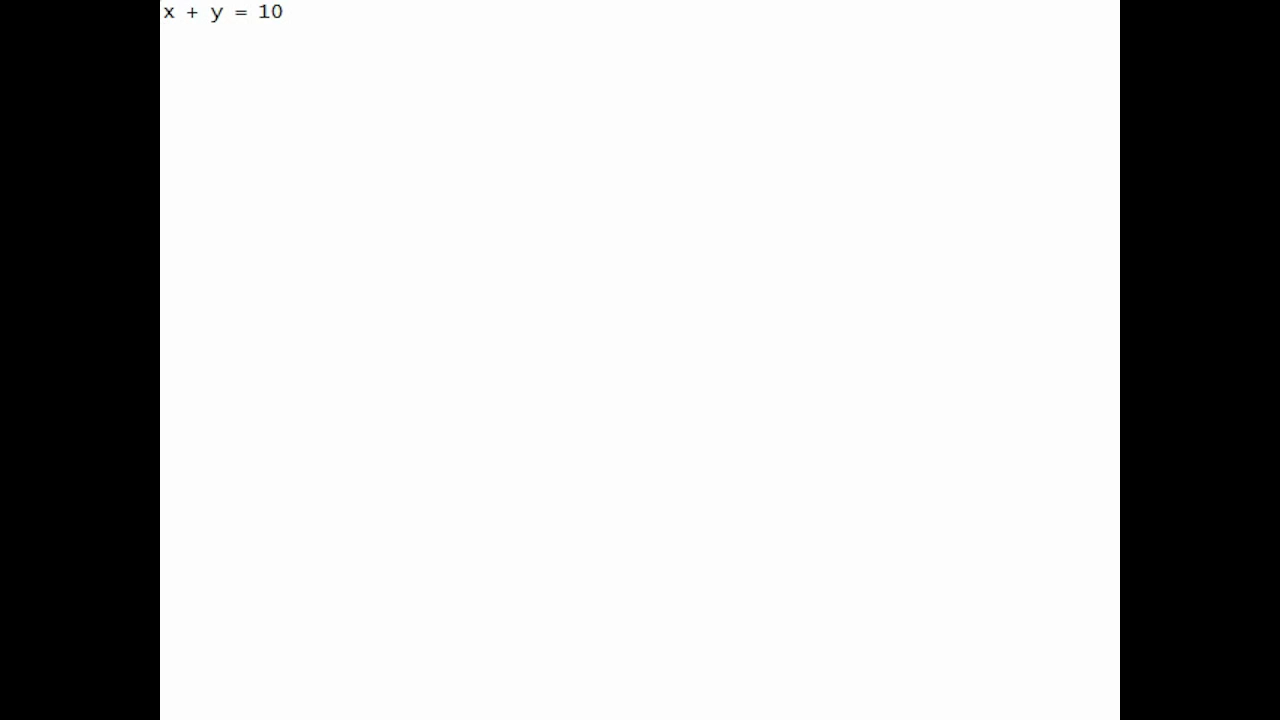 x + y = 10